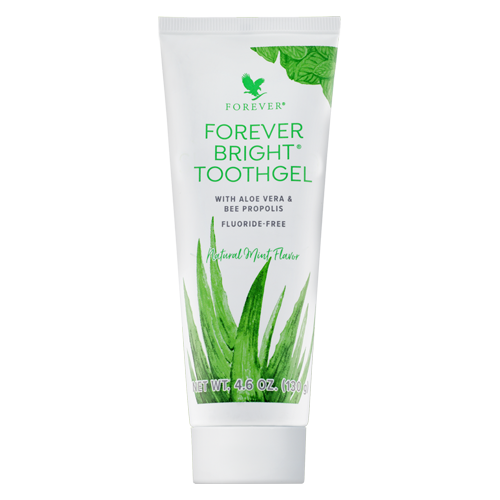 FOREVER®
FOREVER
BRIGHT®
TOOTHGEL
WITH ALOE VERA &
BEE PROPOLIS
FLUORIDE-FREE
Natural Mint Flavor
NET WT. 4.6 OZ. (130 g)